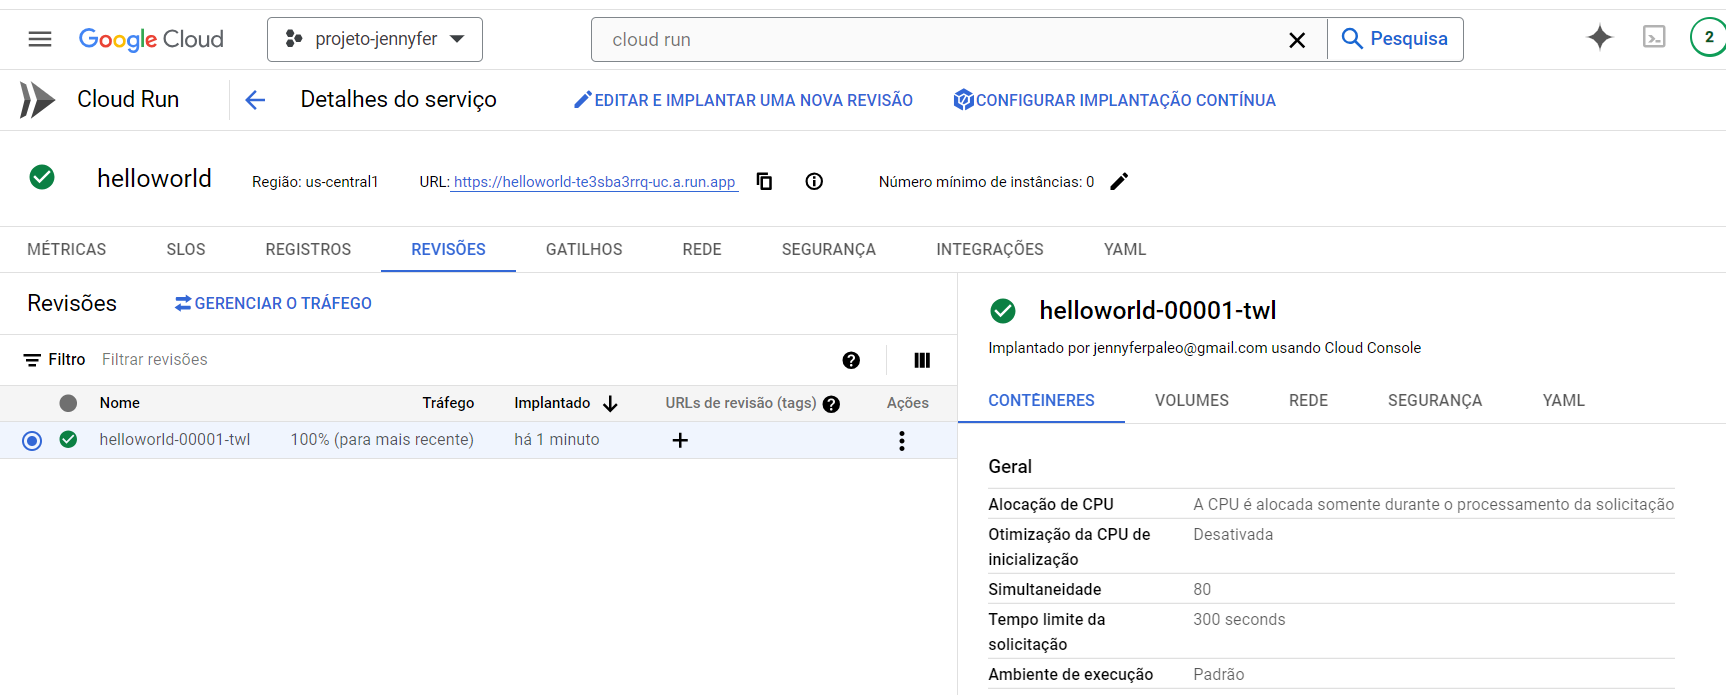 Google Cloud
projeto-jennyfer
cloud run
Pesquisa
2
Cloud Run
Detalhes do serviço
EDITAR E IMPLANTAR UMA NOVA REVISÃO
CONFIGURAR IMPLANTAÇÃO CONTÍNUA
helloworld
Região: us-central1
URL: https://helloworld-te3sba3rrq-uc.a.run.app
Número mínimo de instâncias: 0
MÉTRICAS SLOS REGISTROS REVISÕES GATILHOS REDE SEGURANÇA INTEGRAÇÕES YAML
Revisões
GERENCIAR O TRÁFEGO
Filtro Filtrar revisões
Nome Tráfego Implantado URLs de revisão (tags) Ações
helloworld-00001-twl 100% (para mais recente) há 1 minuto
helloworld-00001-twl
Implantado por jennyferpaleo@gmail.com usando Cloud Console
CONTÊINERES VOLUMES REDE SEGURANÇA YAML
Geral
Alocação de CPU A CPU é alocada somente durante o processamento da solicitação
Otimização da CPU de Desativada
inicialização
Simultaneidade 80
Tempo limite da 300 seconds
solicitação
Ambiente de execução Padrão